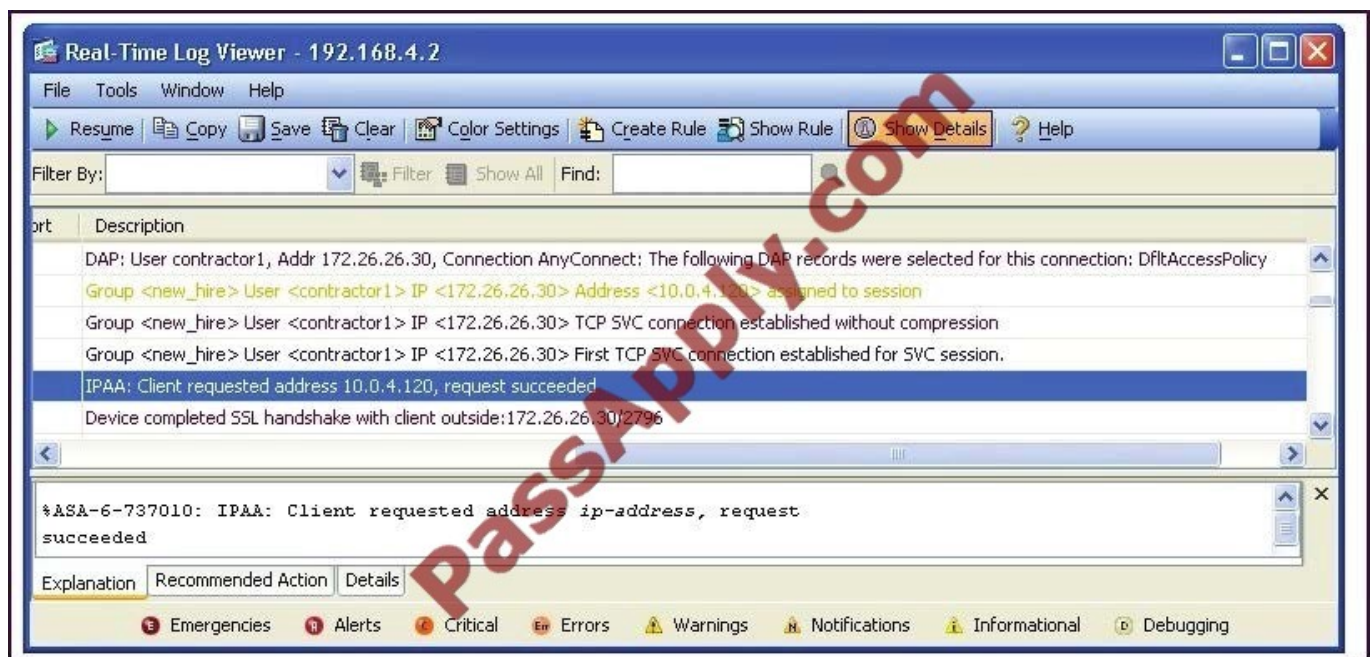 Real-Time Log Viewer - 192.168.4.2
File Tools Window Help
Resume Copy Save Clear Color Settings Create Rule Show Rule Show Details Help
Filter By: Filter Show All Find:
ort Description
DAP: User contractor1, Addr 172.26.26.30, Connection AnyConnect: The following DAP records were selected for this connection: DfltAccessPolicy
Group <new_hire> User <contractor1> IP <172.26.26.30> Address <10.0.4.120> assigned to session
Group <new_hire> User <contractor1> IP <172.26.26.30> TCP SVC connection established without compression
Group <new_hire> User <contractor1> IP <172.26.26.30> First TCP SVC connection established for SVC session.
IPAA: Client requested address 10.0.4.120, request succeeded
Device completed SSL handshake with client outside:172.26.26.30/2796
%ASA-6-737010: IPAA: Client requested address ip-address, request
succeeded
Explanation Recommended Action Details
Emergencies Alerts Critical Errors Warnings Notifications Informational Debugging
PassApply.com